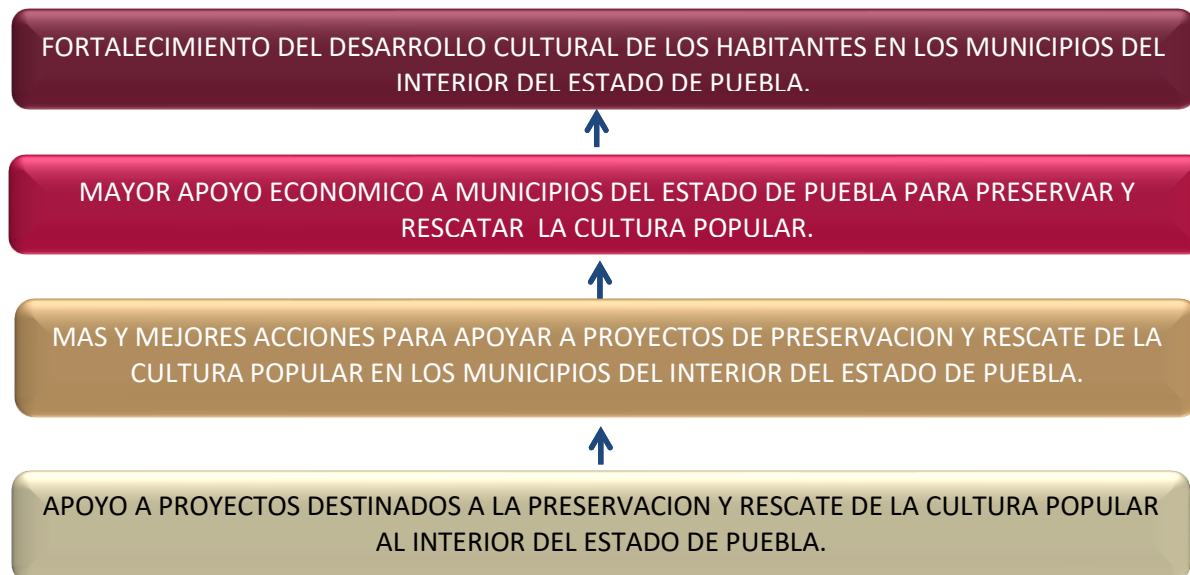 FORTALECIMIENTO DEL DESARROLLO CULTURAL DE LOS HABITANTES EN LOS MUNICIPIOS DEL
INTERIOR DEL ESTADO DE PUEBLA.
MAYOR APOYO ECONOMICO A MUNICIPIOS DEL ESTADO DE PUEBLA PARA PRESERVAR Y
RESCATAR LA CULTURA POPULAR.
MAS Y MEJORES ACCIONES PARA APOYAR A PROYECTOS DE PRESERVACION Y RESCATE DE LA
CULTURA POPULAR EN LOS MUNICIPIOS DEL INTERIOR DEL ESTADO DE PUEBLA.
APOYO A PROYECTOS DESTINADOS A LA PRESERVACION Y RESCATE DE LA CULTURA POPULAR
AL INTERIOR DEL ESTADO DE PUEBLA.